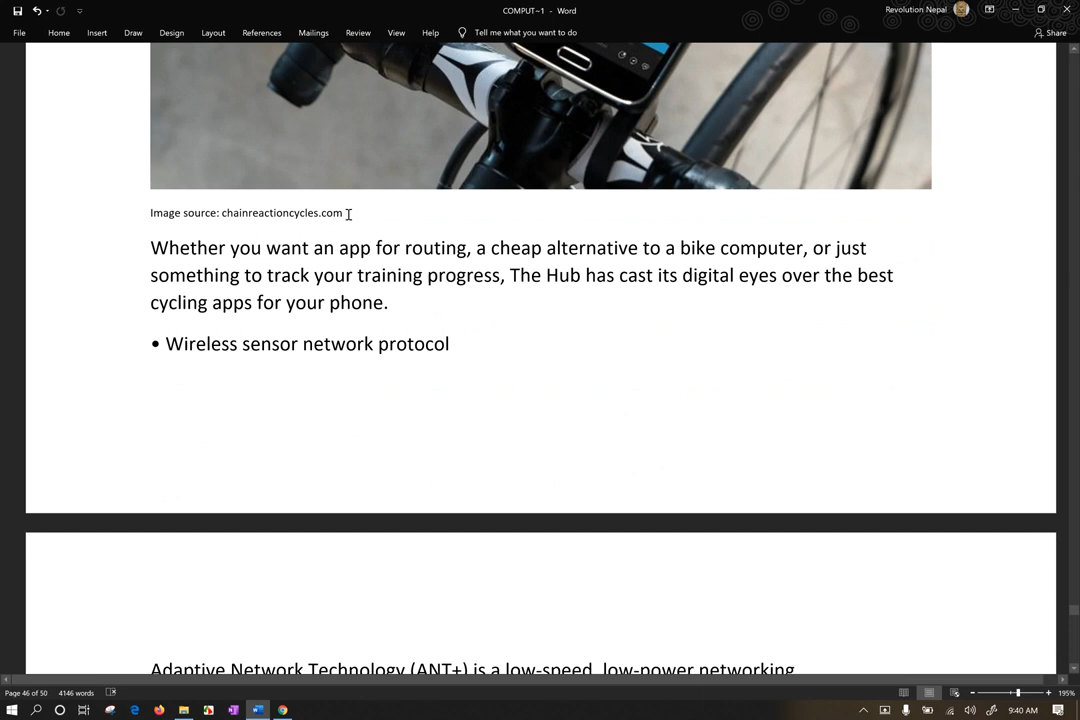 COMPUT~1 - Word
Revolution Nepal
File Home Insert Draw Design Layout References Mailings Review View Help Tell me what you want to do Share
Image source: chainreactioncycles.com
Whether you want an app for routing, a cheap alternative to a bike computer, or just
something to track your training progress, The Hub has cast its digital eyes over the best
cycling apps for your phone.
• Wireless sensor network protocol
Adaptive Network Technology (ANT+) is a low-speed, low-power networking
Page 46 of 50 4146 words 195%
9:40 AM